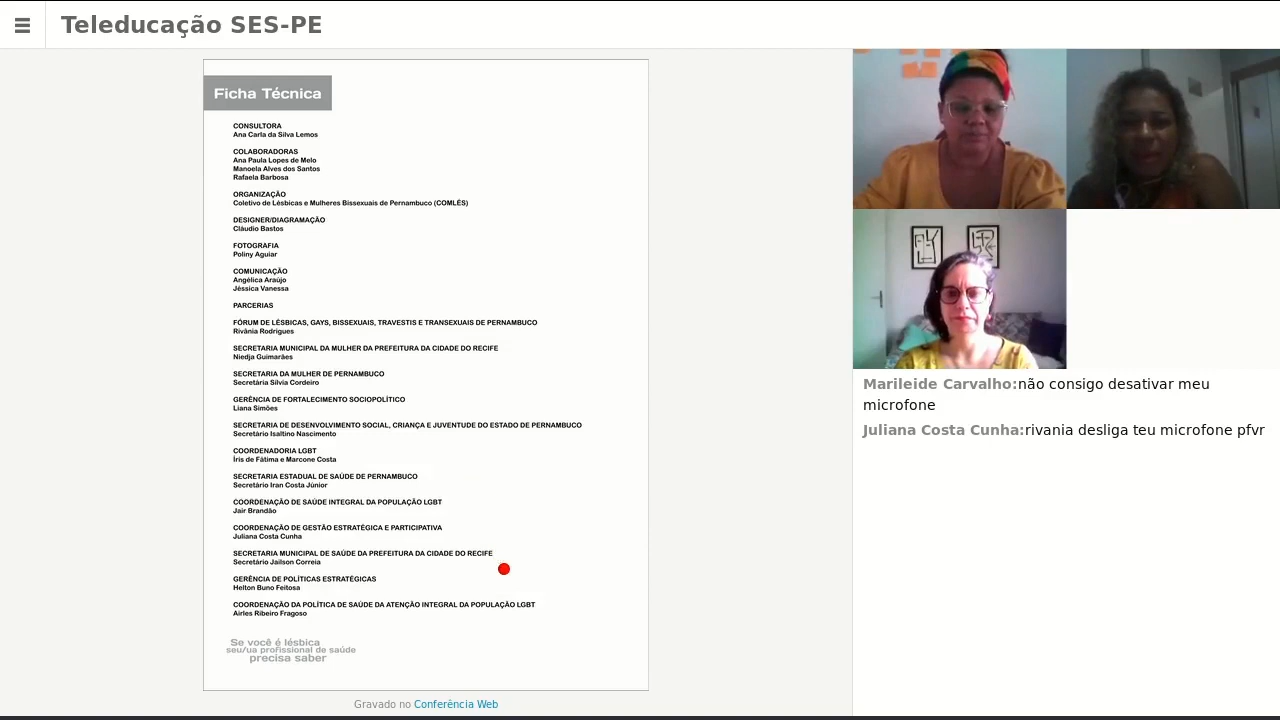 Teleducação SES-PE
Ficha Técnica
CONSULTORA
Ana Carla da Silva Lemos
COLABORADORAS
Ana Paula Lopes de Melo
Manoela Alves dos Santos
Rafaela Barbosa
ORGANIZAÇÃO
Coletivo de Lésbicas e Mulheres Bissexuais de Pernambuco (COMLÉS)
DESIGNER/DIAGRAMAÇÃO
Cláudio Bastos
FOTOGRAFIA
Poliny Aguiar
COMUNICAÇÃO
Angélica Araújo
Jéssica Vanessa
PARCERIAS
FÓRUM DE LÉSBICAS, GAYS, BISSEXUAIS, TRAVESTIS E TRANSEXUAIS DE PERNAMBUCO
Rivânia Rodrigues
SECRETARIA MUNICIPAL DA MULHER DA PREFEITURA DA CIDADE DO RECIFE
Niedja Guimarães
SECRETARIA DA MULHER DE PERNAMBUCO
Secretária Silvia Cordeiro
GERÊNCIA DE FORTALECIMENTO SOCIOPOLÍTICO
Liana Simões
SECRETARIA DE DESENVOLVIMENTO SOCIAL, CRIANÇA E JUVENTUDE DO ESTADO DE PERNAMBUCO
Secretário Isaltino Nascimento
COORDENADORIA LGBT
Íris de Fátima e Marcone Costa
SECRETARIA ESTADUAL DE SAÚDE DE PERNAMBUCO
Secretário Iran Costa Júnior
COORDENAÇÃO DE SAÚDE INTEGRAL DA POPULAÇÃO LGBT
Jair Brandão
COORDENAÇÃO DE GESTÃO ESTRATÉGICA E PARTICIPATIVA
Juliana Costa Cunha
SECRETARIA MUNICIPAL DE SAÚDE DA PREFEITURA DA CIDADE DO RECIFE
Secretário Jailson Correia
GERÊNCIA DE POLÍTICAS ESTRATÉGICAS
Helton Buno Feitosa
COORDENAÇÃO DA POLÍTICA DE SAÚDE DA ATENÇÃO INTEGRAL DA POPULAÇÃO LGBT
Airles Ribeiro Fragoso
Se você é lésbica
seu/ua profissional de saúde
precisa saber
Gravado no Conferência Web
Marileide Carvalho:não consigo desativar meu
microfone
Juliana Costa Cunha:rivania desliga teu microfone pfvr